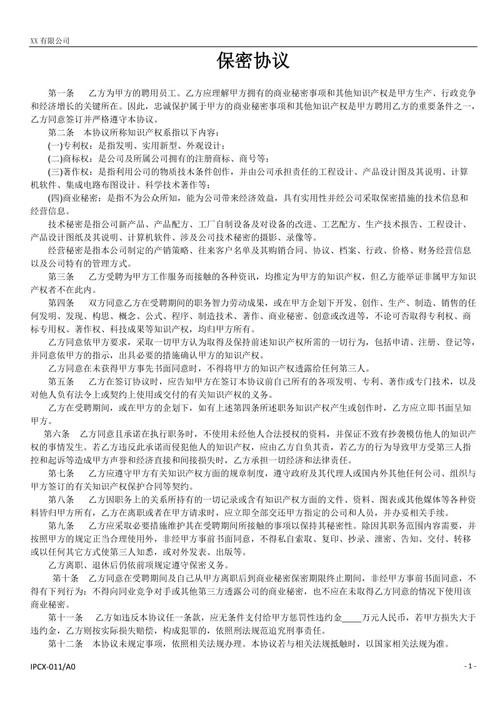 XX 有限公司
保密协议
第一条　乙方为甲方的聘用员工。乙方应理解甲方拥有的商业秘密事项和其他知识产权是甲方生产、行政竞争
和经济增长的关键所在。因此，忠诚保护属于甲方的商业秘密事项和其他知识产权是甲方聘用乙方的重要条件之一，
乙方同意签订并严格遵守本协议。
第二条　本协议所称知识产权系指以下内容：
(一)专利权：是指发明、实用新型、外观设计；
(二)商标权：是公司及所属公司拥有的注册商标、商号等；
(三)著作权：是指利用公司的物质技木条件创作，并由公司承担责任的工程设计、产品设计图及其说明、计算
机软件、集成电路布图设计、科学技术著作等；
(四)商业秘密：是指不为公众所知，能为公司带来经济效益，具有实用性并经公司采取保密措施的技术信息和
经营信息。
技术秘密是指公司新产品、产品配方、工厂自制设备及对设备的改进、工艺配方、生产技术报告、工程设计、
产品设计图纸及其说明、计算机软件、涉及公司技术秘密的摄影、录像等。
经营秘密是指本公司制定的产销策略、往来客户名单及其购销合同、协议、档案、行政、价格、财务经营信息
以及公司特有的管理方式。
第三条　乙方受聘为甲方工作服务而接触的各种资讯，均推定为甲方的知识产权，但乙方能举证非属甲方知识
产权者不在此内。
第四条　双方同意乙方在受聘期间的职务智力劳动成果，或在甲方企划下开发、创作、生产、制造、销售的任
何发明、发现、构思、概念、公式、程序、制造技术、著作、商业秘密、创意或改进等，不论可否取得专利权、商
标专用权、著作权、科技成果等知识产权，均归甲方所有。
乙方同意依甲方要求，采取一切甲方认为取得及保持前述知识产权所需的一切行为，包括申请、注册、登记等，
并同意依甲方的指示，出具必要的措施确认甲方的知识产权。
乙方同意在未获得甲方事先书面同意时，不得将甲方的知识产权透露给任何第三人。
第五条　乙方在签订协议时，应告知甲方在签订本协议前自己所有的各项发明、专利、著作或专门技术，以及
对他人负有法令上或契约上使用或交付的有关知识产权的义务。
乙方在受聘期间，或在甲方的企划下，如有上述第四条所述职务知识产权产生或创作时，乙方应立即书面呈知
甲方。
第六条　乙方同意且承诺在执行职务时，不使用未经他人合法授权的资料，并保证不致有抄袭模仿他人的知识产
权的事情发生。若乙方违反此承诺而侵犯他人的知识产权，应由乙方自负其责，若乙方的行为导致甲方受第三人指
控和起诉等造成甲方声誉和经济直接和间接损失时，乙方承担一切经济和法律责任。
第七条　乙方应遵守甲方有关知识产权方面的规章制度，遵守政府及其代理人或国内外其他任何公司、组织与
甲方签订的有关知识产权保护合同等契约。
第八条　乙方因职务上的关系所持有的一切记录或含有知识产权方面的文件、资料、图表或其他媒体等各种资
料皆归甲方所有，乙方在离职或者在甲方请求时，应立即全部交还甲方指定的公司和人员，并办妥相关手续。
第九条　乙方应采取必要措施维护其在受聘期间所接触的事项以保持其秘密性。除因其职务范围内容需要，并
按照甲方的规定正当合理使用外，非经甲方事前书面同意，不得私自索取、复印、抄录、泄密、告知、交付、转移
或以任何其它方式使第三人知悉，或对外发表、出版等。
乙方离职、退休后仍依前项规定遵守保密义务。
第十条　乙方同意在受聘期间及自己从甲方离职后到商业秘密保密期限终止期间，非经甲方事前书面同意，不
得有下列行为：不得向同业竞争对手或其他第三方透露公司的商业秘密，也不应在未取得乙方同意的情况下使用该
商业秘密。
第十一条　乙方如违反本协议任一条款，应无条件支付给甲方惩罚性违约金____万元人民币，若甲方损失大于
违约金，乙方则按实际损失赔偿，构成犯罪的，依照刑法规范追究刑事责任。
第十二条　本协议未规定事项，依照相关法规办理。本协议若与相关法规抵触时，以国家相关法规为准。
IPCX-011/A0
- 1 -